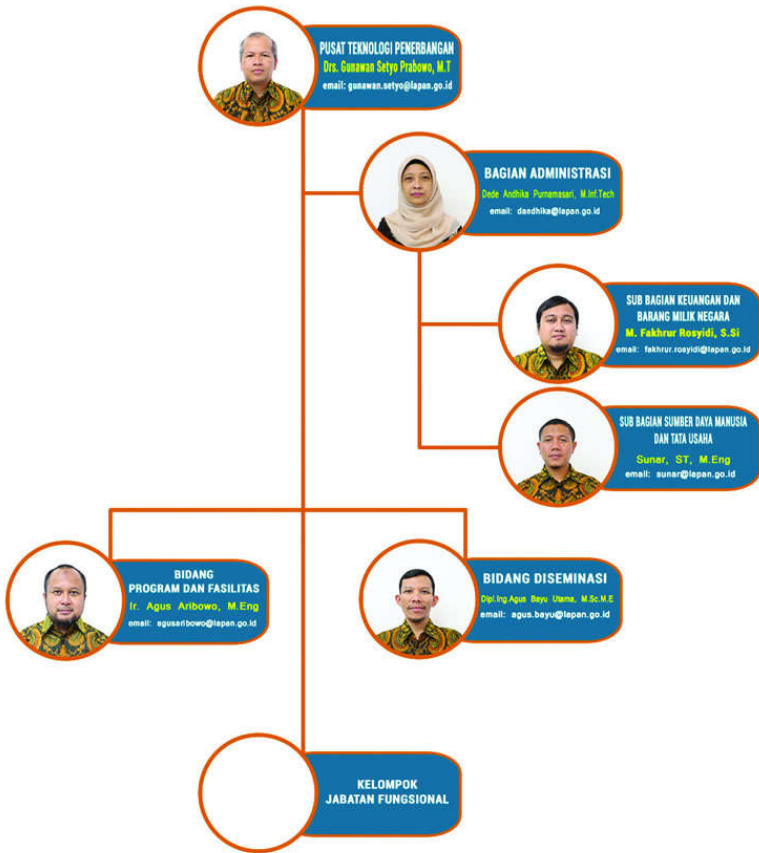 PUSAT TEKNOLOGI PENERBANGAN
Drs. Gunawan Setyo Prabowo, M.T
email: gunawan.setyo@lapan.go.id
BAGIAN ADMINISTRASI
Dede Andhika Purnamasari, M.Inf.Tech
email: dandhika@lapan.go.id
SUB BAGIAN KEUANGAN DAN
BARANG MILIK NEGARA
M. Fakhrur Rosyidi, S.Si
email: fakhrur.rosyidi@lapan.go.id
SUB BAGIAN SUMBER DAYA MANUSIA
DAN TATA USAHA
Sunar, ST, M.Eng
email: sunar@lapan.go.id
BIDANG
PROGRAM DAN FASILITAS
Ir. Agus Aribowo, M.Eng
email: agusaribowo@lapan.go.id
BIDANG DISEMINASI
Dipl.Ing.Agus Bayu Utama, M.Sc.M.E
email: agus.bayu@lapan.go.id
KELOMPOK
JABATAN FUNGSIONAL